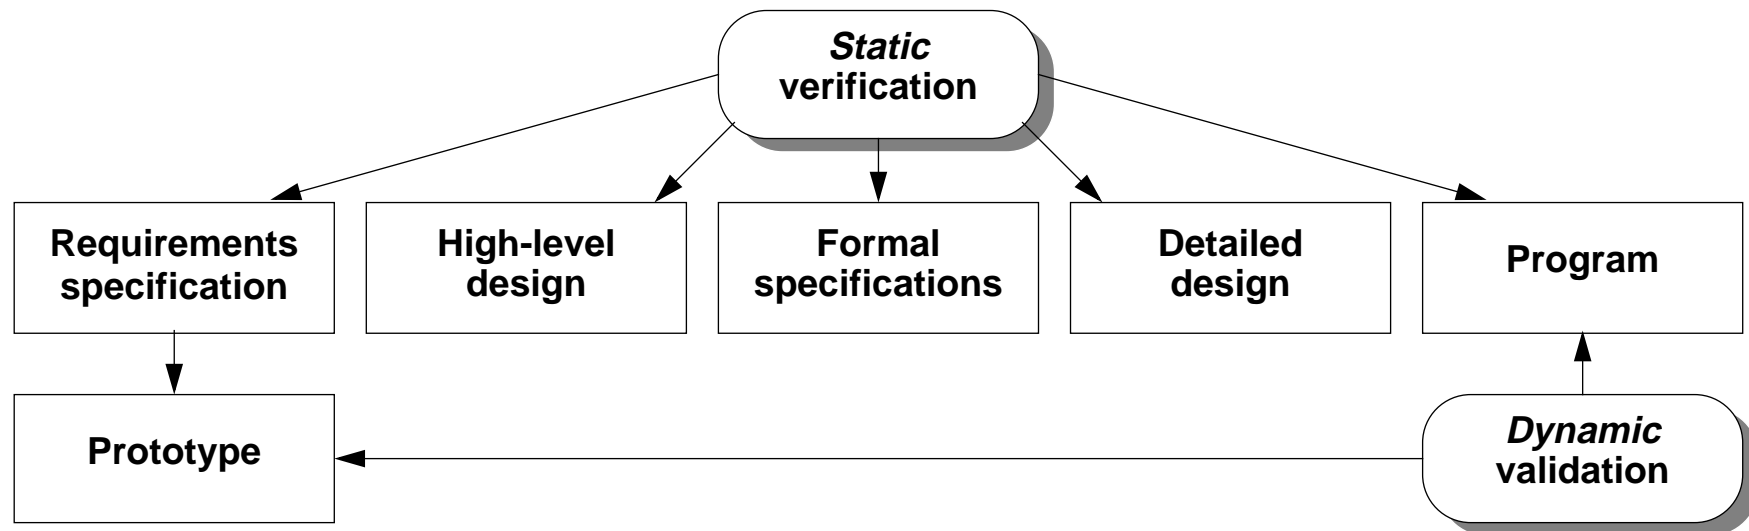 Static
verification
Requirements
specification
High-level
design
Formal
specifications
Detailed
design
Program
Prototype
Dynamic
validation